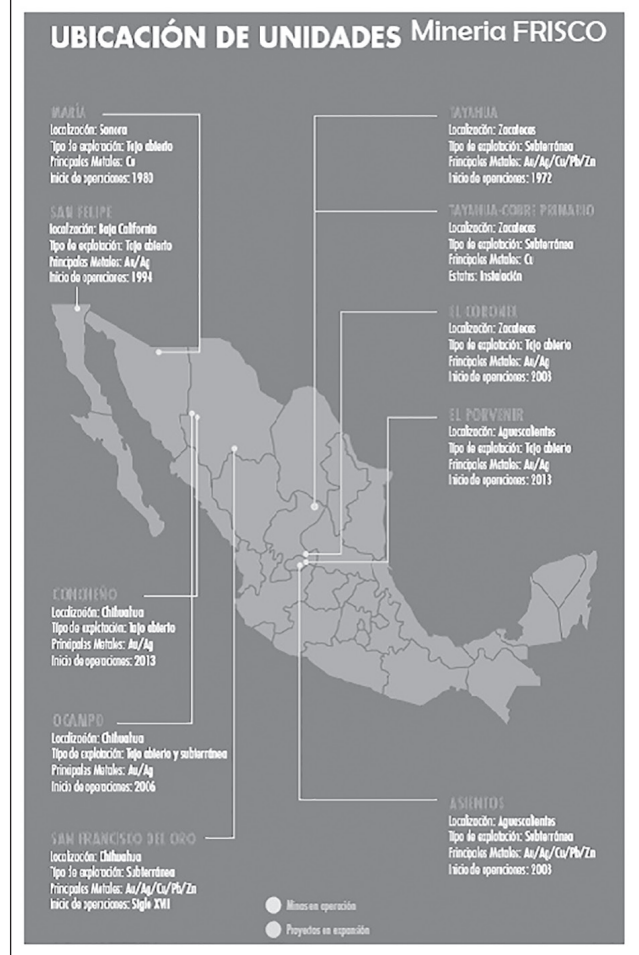 UBICACIÓN DE UNIDADES Mineria FRISCO
MARÍA
Localización: Sonora
Tipo de explotación: Tajo abierto
Principales Metales: Cu
Inicio de operaciones: 1980
SAN FELIPE
Localización: Baja California
Tipo de explotación: Tajo abierto
Principales Metales: Au/Ag
Inicio de operaciones: 1994
CONCHEÑO
Localización: Chihuahua
Tipo de explotación: Tajo abierto
Principales Metales: Au/Ag
Inicio de operaciones: 2013
OCAMPO
Localización: Chihuahua
Tipo de explotación: Tajo abierto y subterránea
Principales Metales: Au/Ag
Inicio de operaciones: 2006
SAN FRANCISCO DEL ORO
Localización: Chihuahua
Tipo de explotación: Subterránea
Principales Metales: Au/Ag/Cu/Pb/Zn
Inicio de operaciones: Siglo XVII
TAYAHUA
Localización: Zacatecas
Tipo de explotación: Subterránea
Principales Metales: Au/Ag/Cu/Pb/Zn
Inicio de operaciones: 1972
TAYAHUA-COBRE PRIMARIO
Localización: Zacatecas
Tipo de explotación: Subterránea
Principales Metales: Cu
Estatus: Instalación
EL CORONEL
Localización: Zacatecas
Tipo de explotación: Tajo abierto
Principales Metales: Au/Ag
Inicio de operaciones: 2003
EL PORVENIR
Localización: Aguascalientes
Tipo de explotación: Tajo abierto
Principales Metales: Au/Ag
Inicio de operaciones: 2013
ASIENTOS
Localización: Aguascalientes
Tipo de explotación: Subterránea
Principales Metales: Au/Ag/Cu/Pb/Zn
Inicio de operaciones: 2003
Minas en operación
Proyectos en expansión